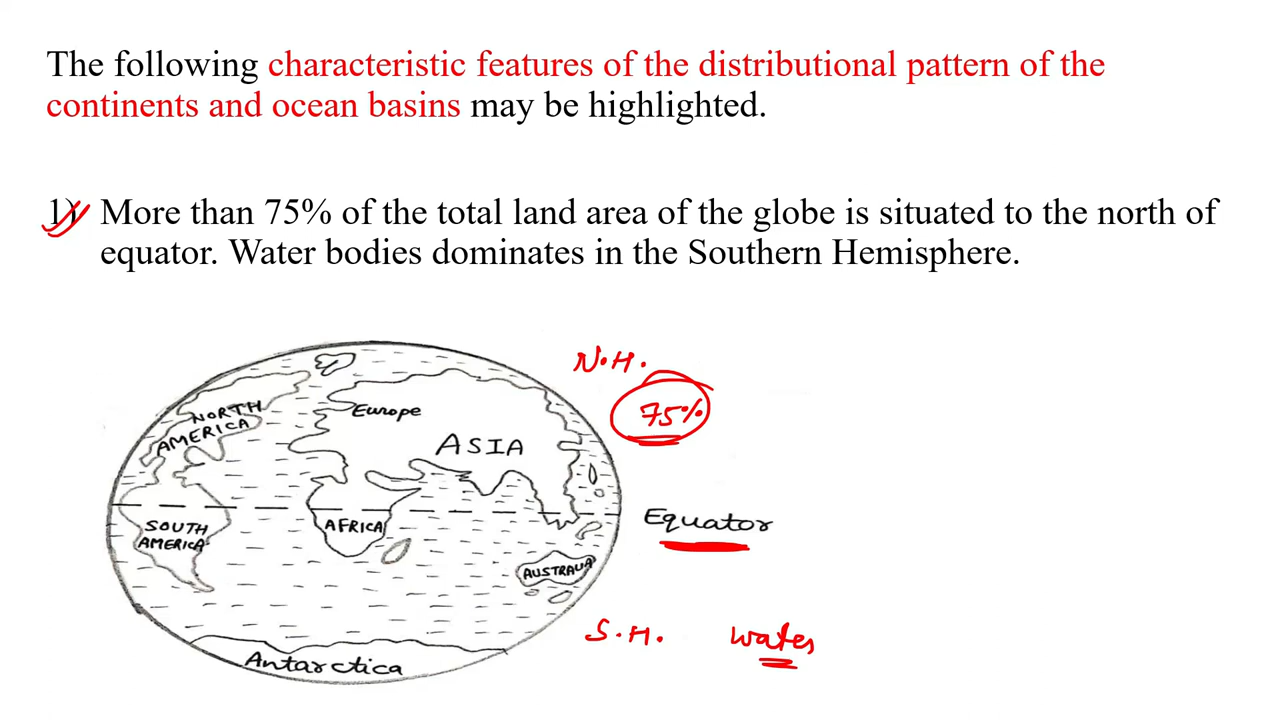 The following characteristic features of the distributional pattern of the
continents and ocean basins may be highlighted.
1) More than 75% of the total land area of the globe is situated to the north of
equator. Water bodies dominates in the Southern Hemisphere.
N.H.
75%
NORTH
AMERICA
Europe
ASIA
Equator
SOUTH
AMERICA
AFRICA
AUSTRALIA
S.H.
water
Antarctica